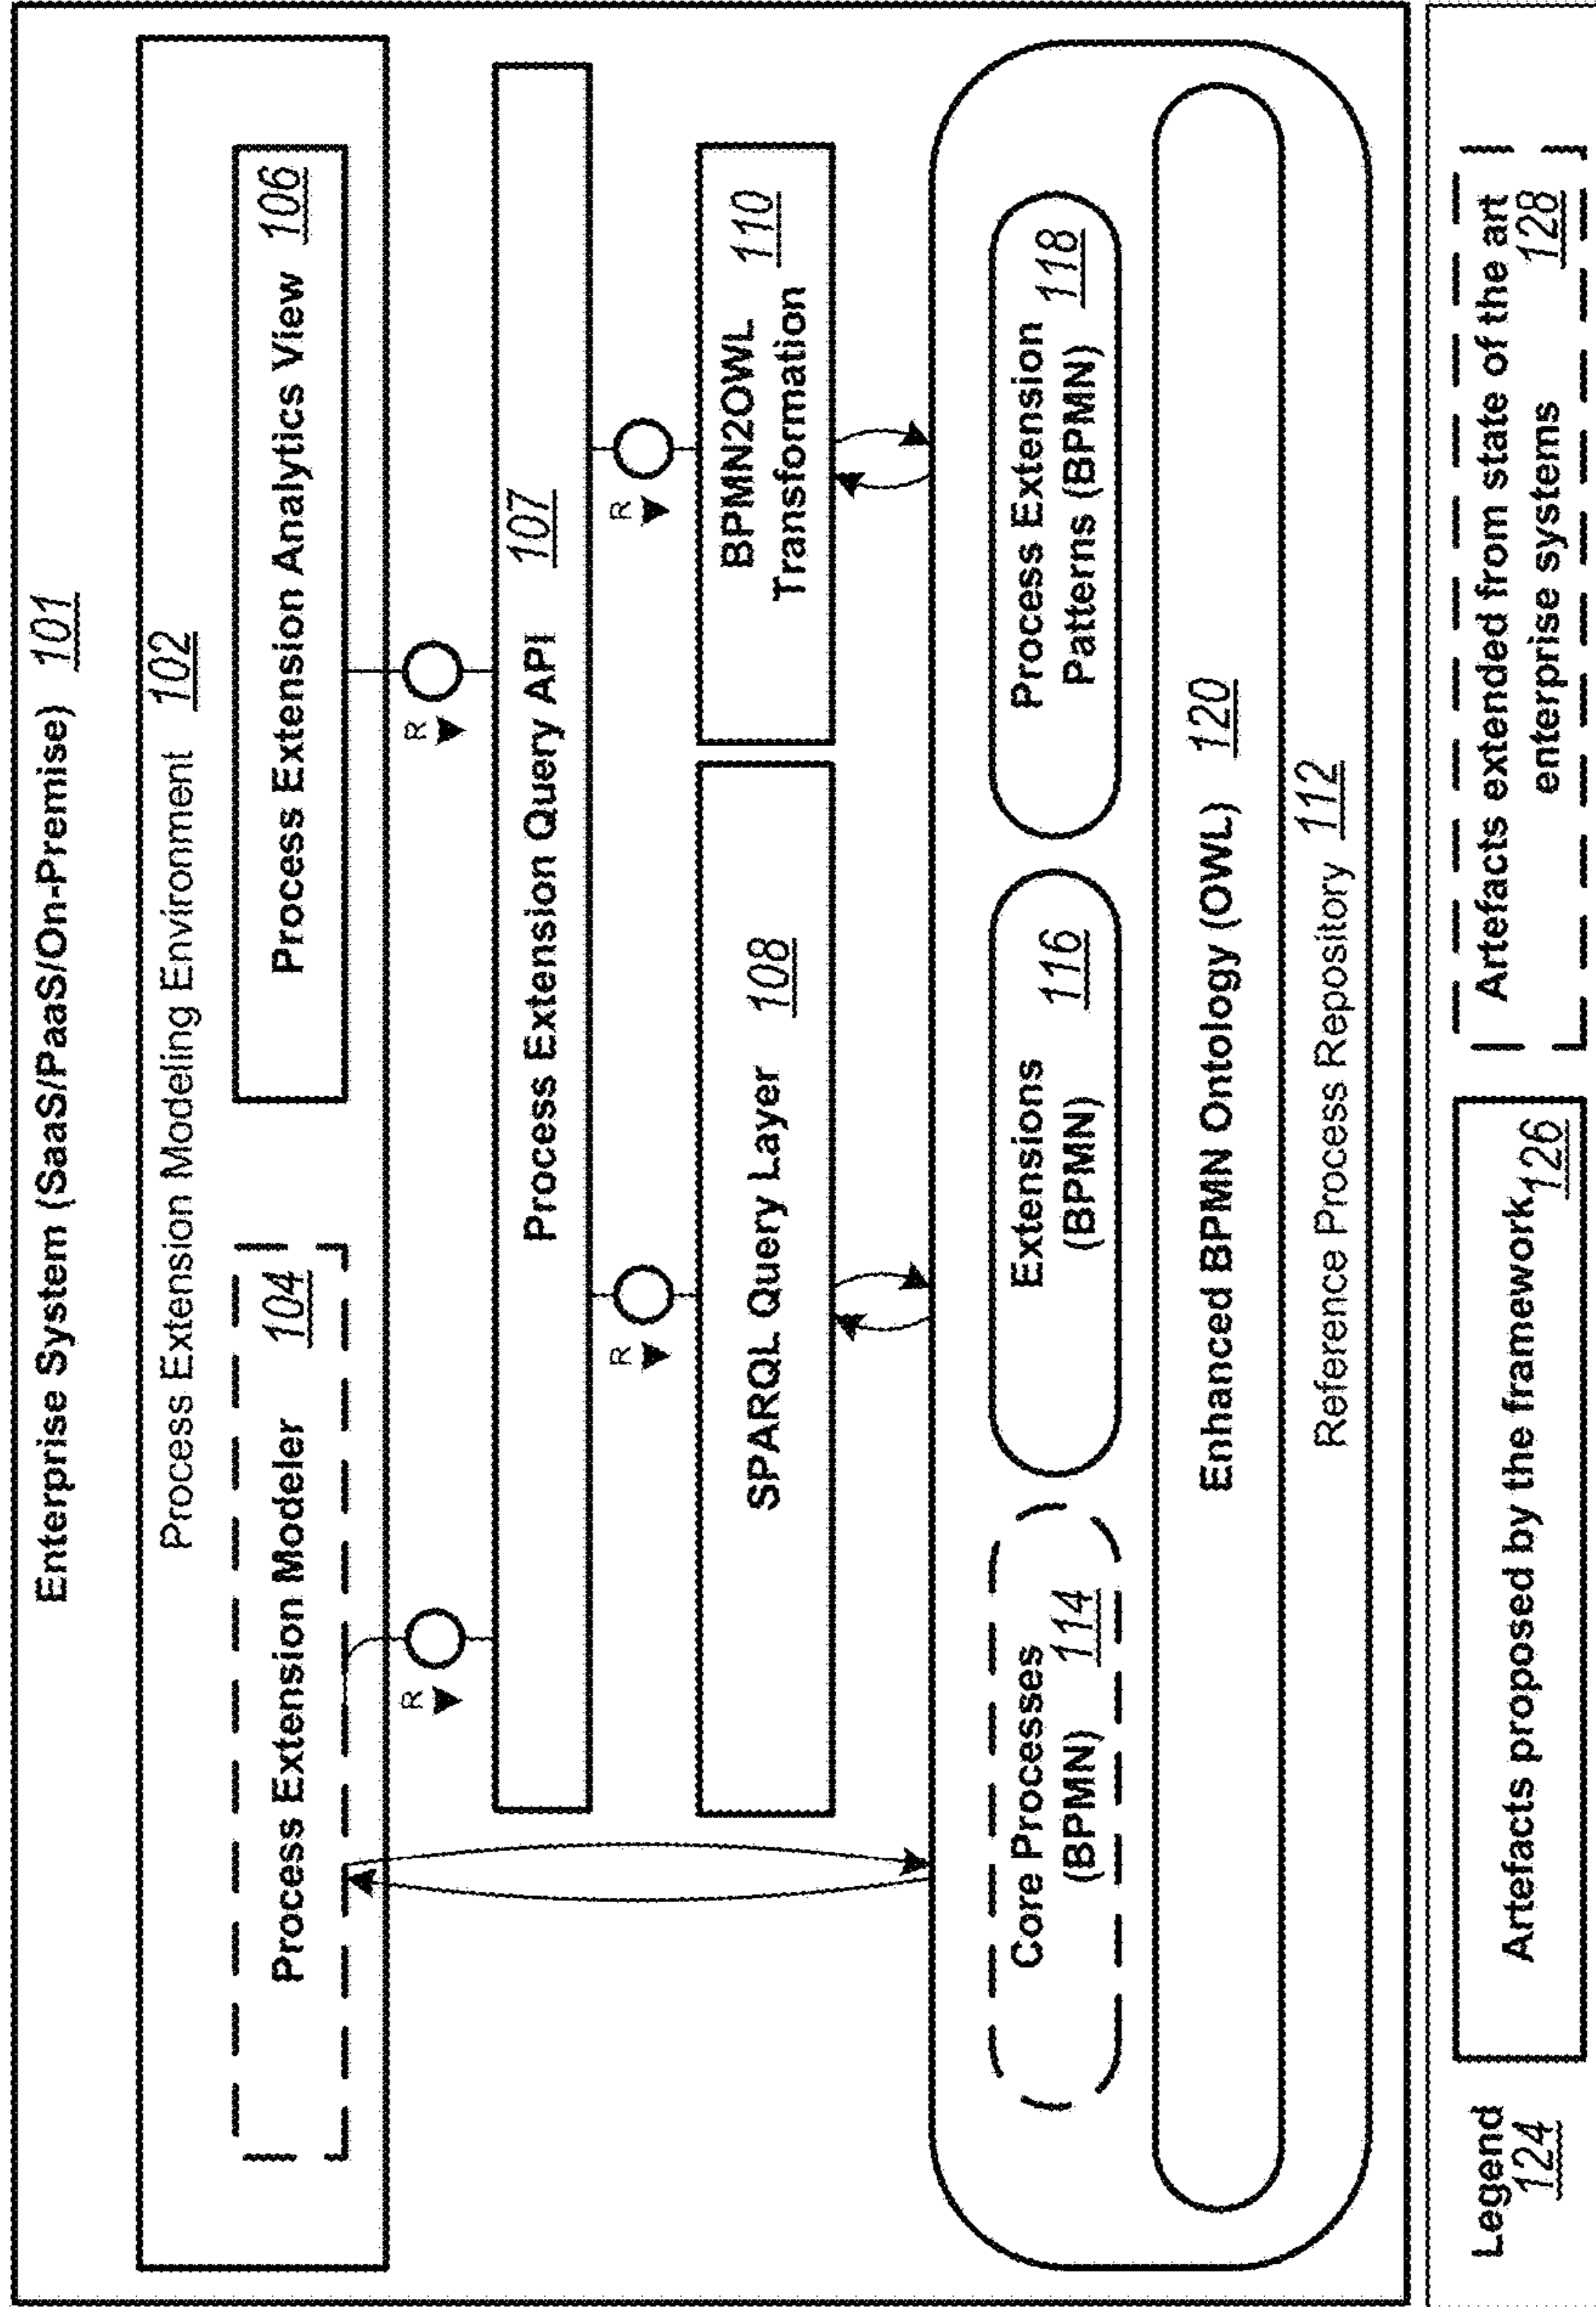 Enterprise System (SaaS/PaaS/On-Premise) 101
Process Extension Modeling Environment 102
Process Extension Modeler 104
Process Extension Analytics View 106
R
R
Process Extension Query API 107
R
R
SPARQL Query Layer 108
BPMN2OWL 110
Transformation
Core Processes
(BPMN) 114
Extensions
(BPMN) 116
Process Extension
Patterns (BPMN) 118
Enhanced BPMN Ontology (OWL) 120
Reference Process Repository 112
Legend
124
Artefacts proposed by the framework 126
Artefacts extended from state of the art
enterprise systems 128